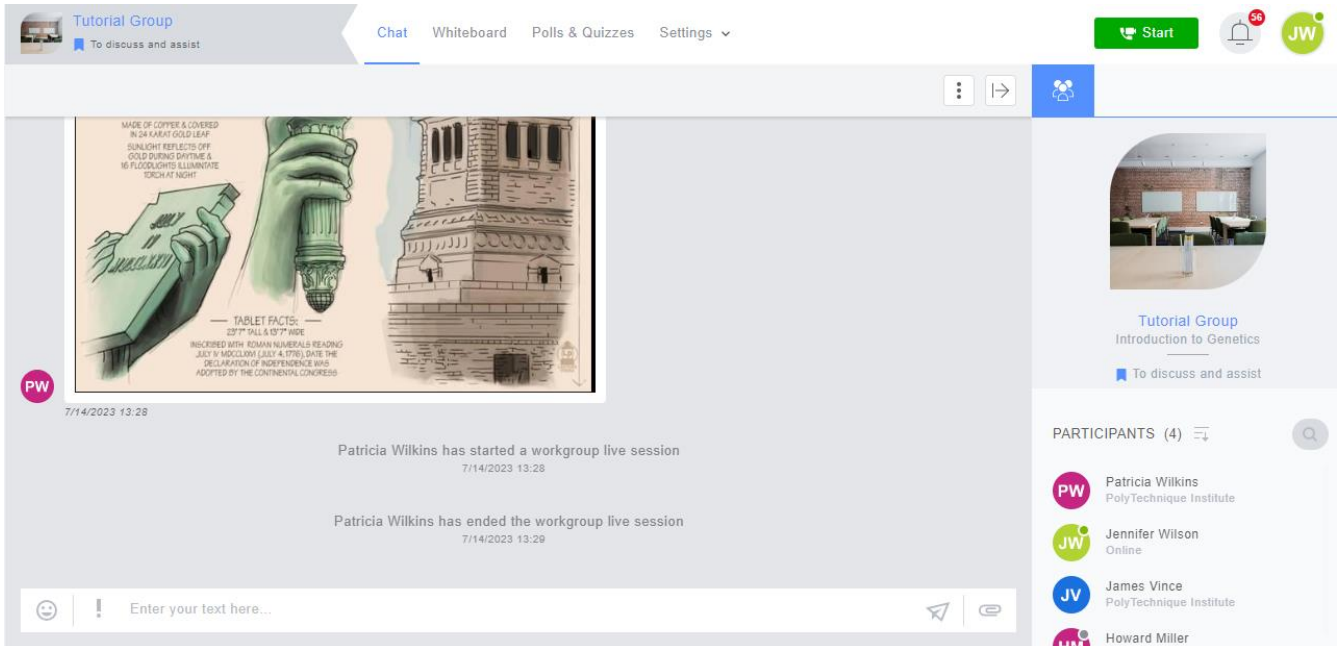 Tutorial Group
To discuss and assist
Chat
Whiteboard
Polls & Quizzes
Settings
Start
56
JW
MADE OF COPPER & COVERED
IN 24 KARAT GOLD LEAF
SUNLIGHT REFLECTS OFF
GOLD DURING DAYTIME &
16 FLOODLIGHTS ILLUMINTATE
TORCH AT NIGHT
JULY
IV
MDCCLXXVI
TABLET FACTS:
23'7" TALL & 13'7" WIDE
INSCRIBED WITH ROMAN NUMERALS READING
JULY IV MDCCLXXVI (JULY 4, 1776), DATE THE
DECLARATION OF INDEPENDENCE WAS
ADOPTED BY THE CONTINENTAL CONGRESS
PW
7/14/2023 13:28
Patricia Wilkins has started a workgroup live session
7/14/2023 13:28
Patricia Wilkins has ended the workgroup live session
7/14/2023 13:29
Enter your text here...
Tutorial Group
Introduction to Genetics
To discuss and assist
PARTICIPANTS (4)
PW
Patricia Wilkins
PolyTechnique Institute
JW
Jennifer Wilson
Online
JV
James Vince
PolyTechnique Institute
Howard Miller